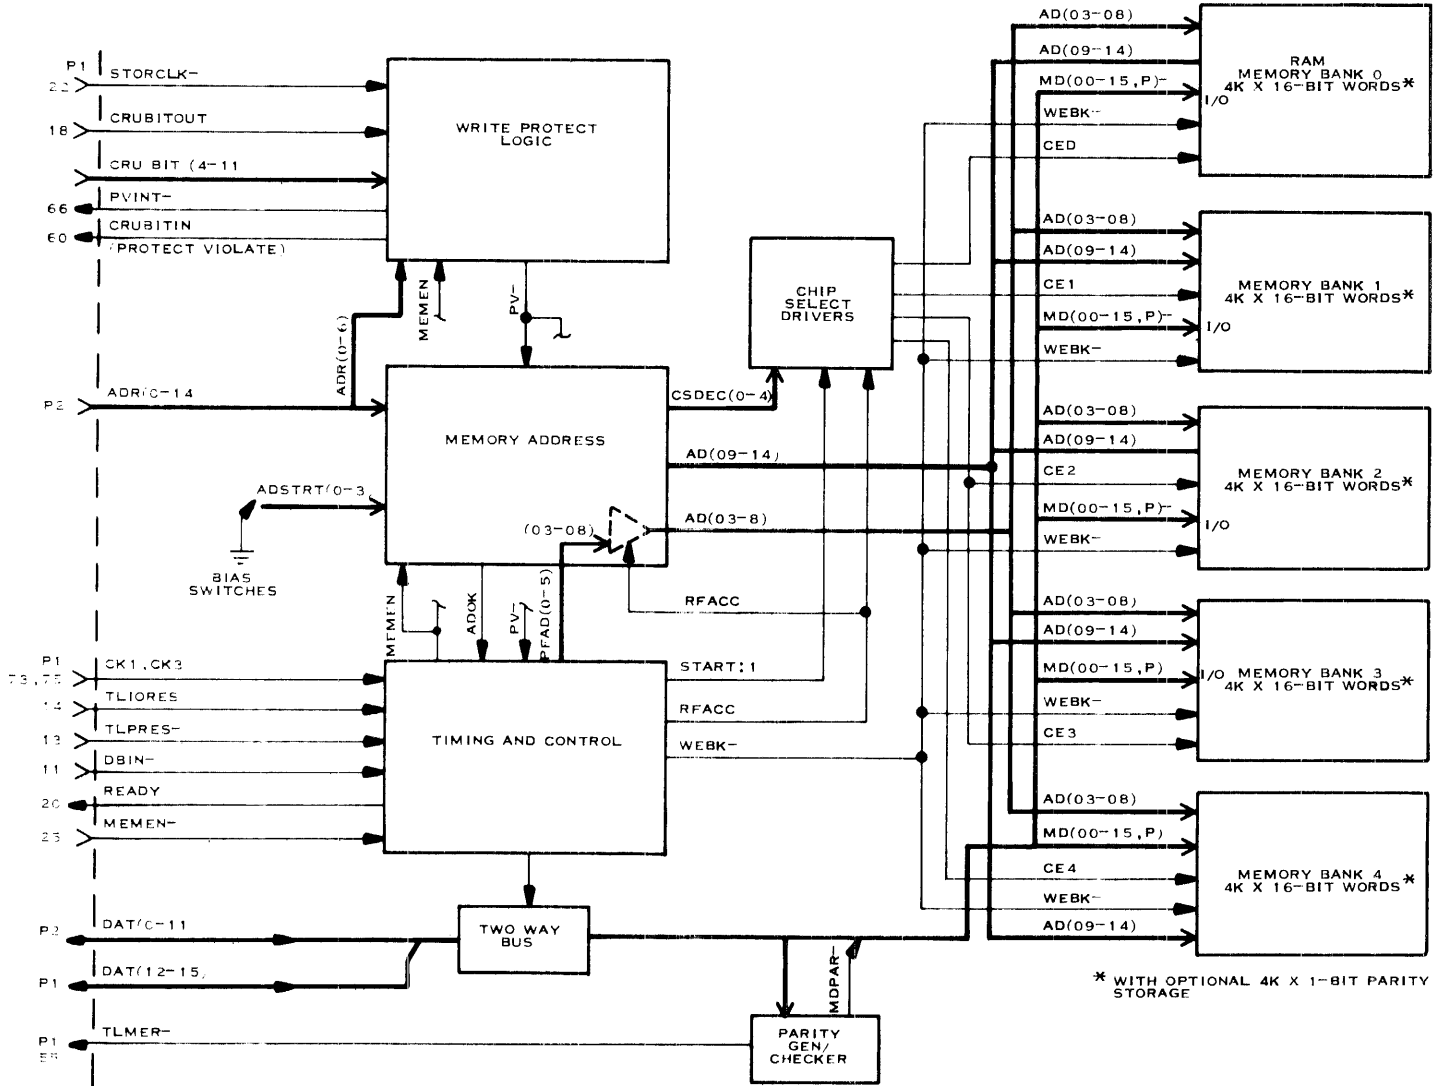 P1
22
STORCLK-
18
CRUBITOUT
CRU BIT (4-11
66
PVINT-
60
CRUBITIN
(PROTECT VIOLATE)
WRITE PROTECT
LOGIC
ADR(0-6)
MEMEN
PV-
P2
ADR(0-14
MEMORY ADDRESS
ADSTRT(0-3
BIAS
SWITCHES
(03-08)
CSDEC(0-4)
AD(09-14)
AD(03-8)
CHIP
SELECT
DRIVERS
MEMEN
ADOK
PV-
PFAD(0-5)
RFACC
START:1
RFACC
WEBK-
P1
73,75
CK1,CK3
14
TLIORES
13
TLPRES-
11
DBIN-
20
READY
23
MEMEN-
TIMING AND CONTROL
P2
DAT(0-11
P1
DAT(12-15)
TWO WAY
BUS
MDPAR-
P1
TLMER-
PARITY
GEN/
CHECKER
AD(03-08)
AD(09-14)
MD(00-15,P)-
I/O
WEBK-
CED
RAM
MEMORY BANK 0
4K X 16-BIT WORDS*
AD(03-08)
AD(09-14)
CE1
MD(00-15,P)-
I/O
WEBK-
MEMORY BANK 1
4K X 16-BIT WORDS*
AD(03-08)
AD(09-14)
CE2
MD(00-15,P)-
I/O
WEBK-
MEMORY BANK 2
4K X 16-BIT WORDS*
AD(03-08)
AD(09-14)
MD(00-15,P)
I/O
WEBK-
CE3
MEMORY BANK 3
4K X 16-BIT WORDS*
AD(03-08)
MD(00-15,P)
CE4
WEBK-
AD(09-14)
MEMORY BANK 4
4K X 16-BIT WORDS*
* WITH OPTIONAL 4K X 1-BIT PARITY
STORAGE